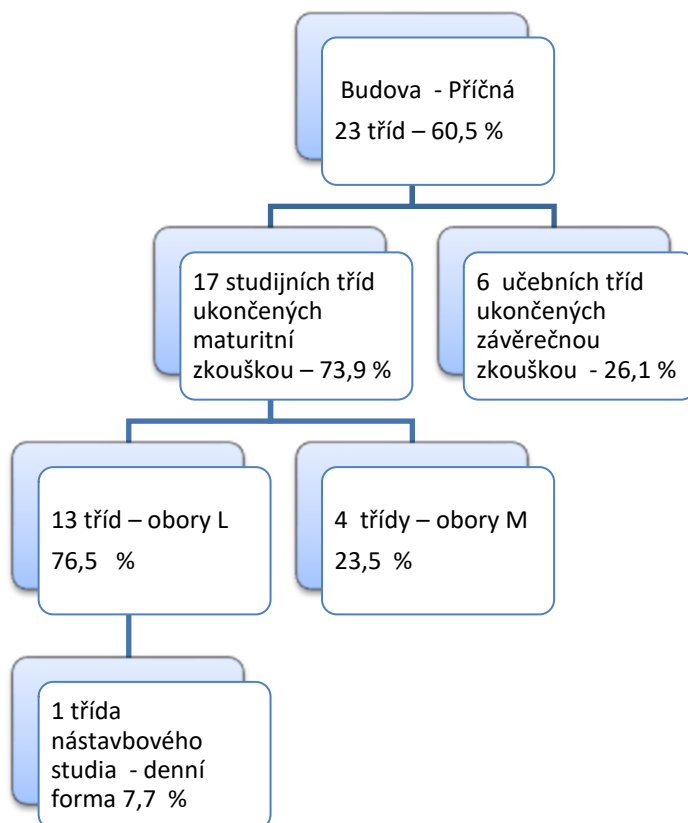 Budova - Příčná
23 tříd – 60,5 %
17 studijních tříd
ukončených
maturitní
zkouškou – 73,9 %
6 učebních tříd
ukončených
závěrečnou
zkouškou - 26,1 %
13 tříd – obory L
76,5 %
4 třídy – obory M
23,5 %
1 třída
nástavbového
studia - denní
forma 7,7 %